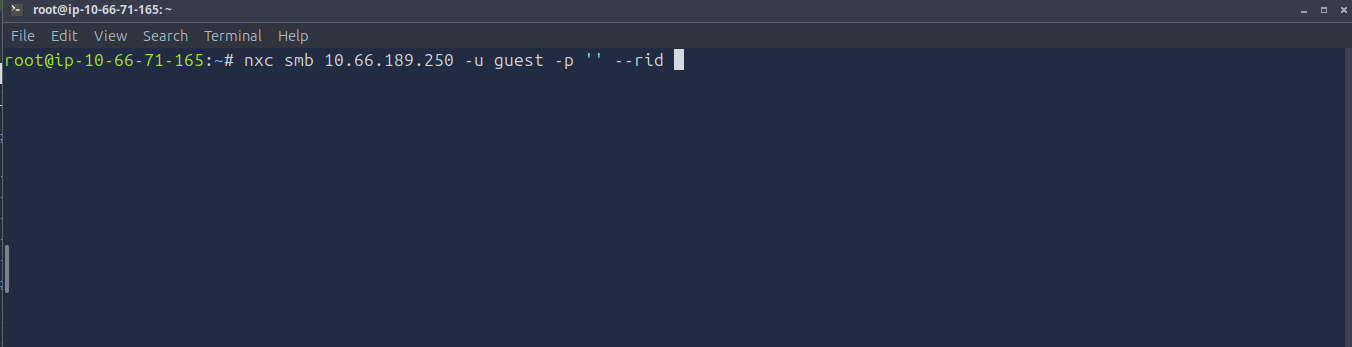 root@ip-10-66-71-165: ~
File Edit View Search Terminal Help
root@ip-10-66-71-165:~# nxc smb 10.66.189.250 -u guest -p '' --rid